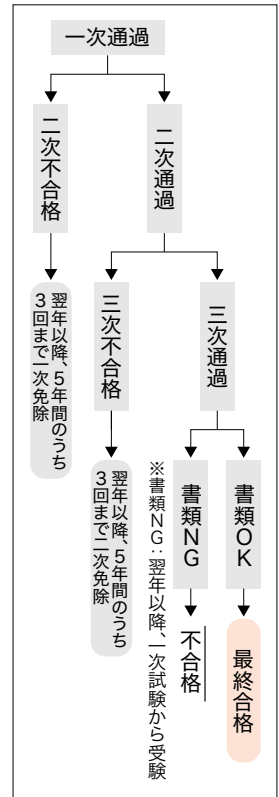 一次通過
二次不合格
二次通過
翌年以降、5年間のうち
3回まで一次免除
三次不合格
三次通過
翌年以降、5年間のうち
3回まで二次免除
※書類NG:翌年以降、一次試験から受験
書類NG
書類OK
不合格
最終合格